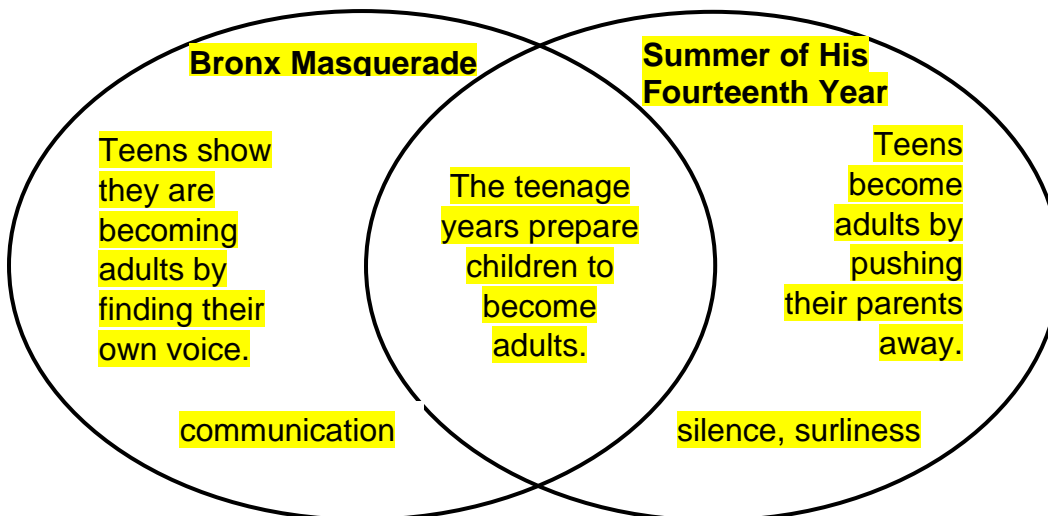 Bronx Masquerade
Teens show
they are
becoming
adults by
finding their
own voice.
communication
The teenage
years prepare
children to
become
adults.
Summer of His
Fourteenth Year
Teens
become
adults by
pushing
their parents
away.
silence, surliness